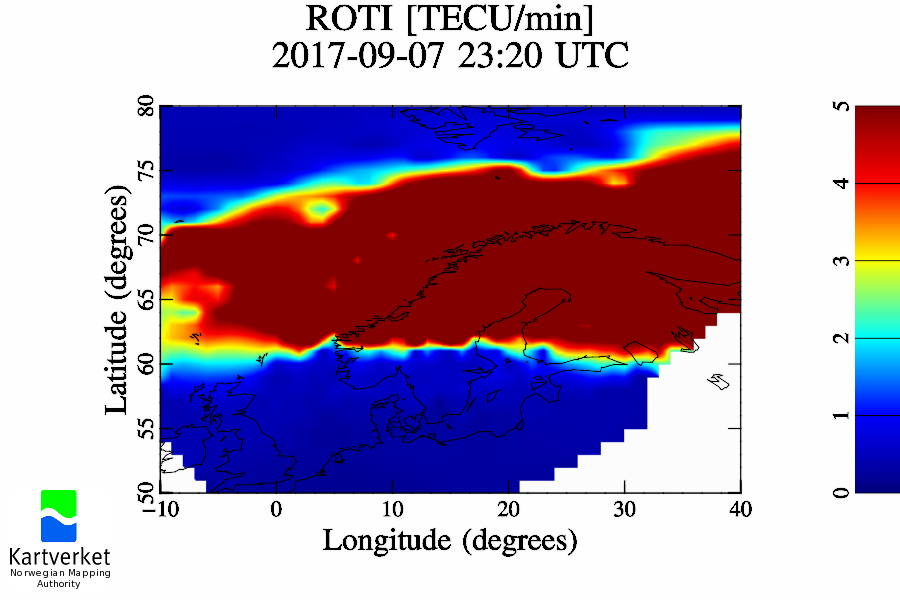 ROTI [TECU/min]
2017-09-07 23:20 UTC
80
75
70
65
60
55
50
Latitude (degrees)
−10
0
10
20
30
40
Longitude (degrees)
5
4
3
2
1
0
Kartverket
Norwegian Mapping
Authority